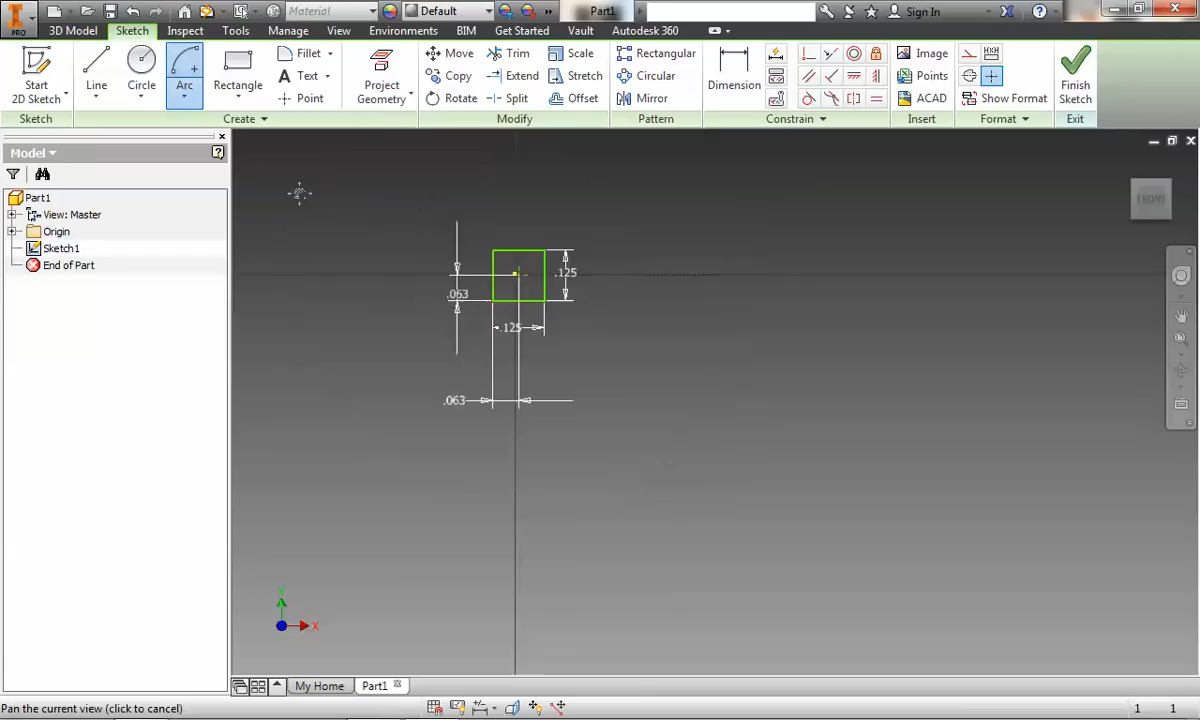 Material Default Part1 Sign In
PRO 3D Model Sketch Inspect Tools Manage View Environments BIM Get Started Vault Autodesk 360
Start
2D Sketch
Line
Circle
Arc
Rectangle
Fillet
Text
Point
Project
Geometry
Move
Copy
Rotate
Trim
Extend
Split
Scale
Stretch
Offset
Rectangular
Circular
Mirror
Dimension
Image
Points
ACAD
Show Format
Finish
Sketch
Sketch Create Modify Pattern Constrain Insert Format Exit
Model
Part1
View: Master
Origin
Sketch1
End of Part
FRONT
.125
.063
.125
.063
Y
X
My Home Part1
Pan the current view (click to cancel) 1 1